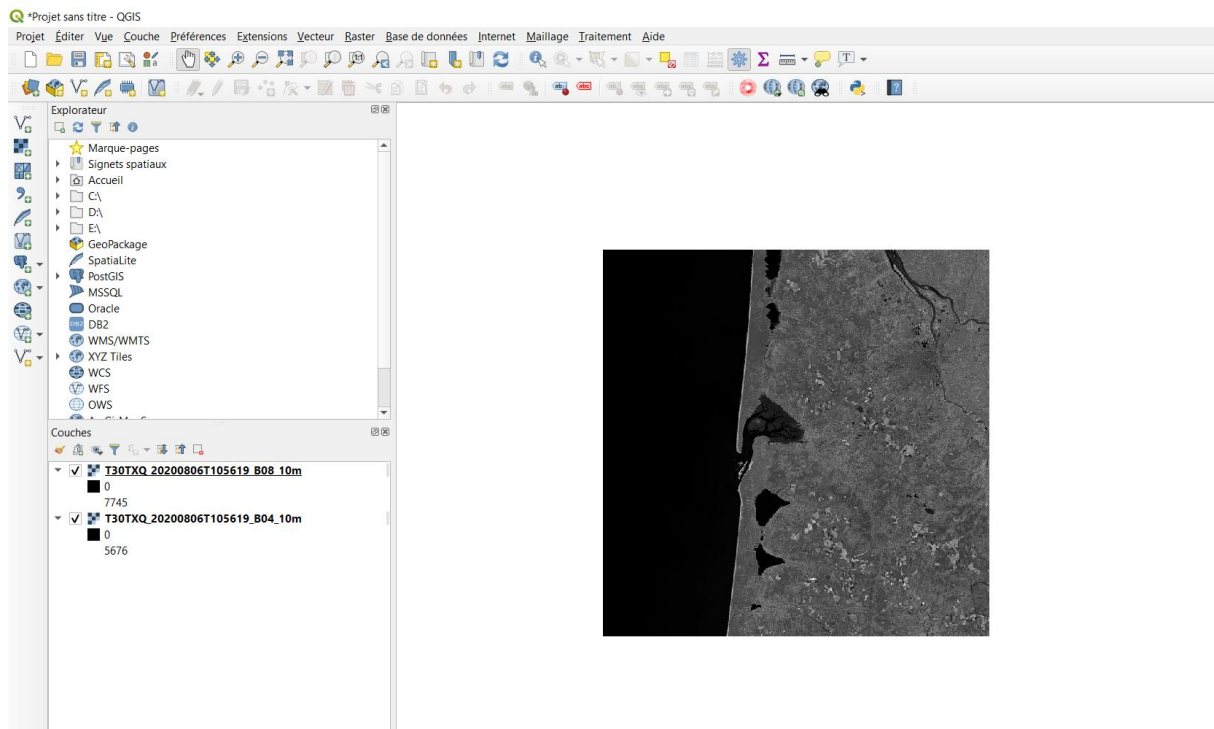 *Projet sans titre - QGIS
Projet Éditer Vue Couche Préférences Extensions Vecteur Raster Base de données Internet Maillage Traitement Aide
Explorateur
Marque-pages
Signets spatiaux
Accueil
C:\
D:\
E:\
GeoPackage
SpatiaLite
PostGIS
MSSQL
Oracle
DB2
WMS/WMTS
XYZ Tiles
WCS
WFS
OWS
Couches
T30TXQ_20200806T105619_B08_10m
0
7745
T30TXQ_20200806T105619_B04_10m
0
5676